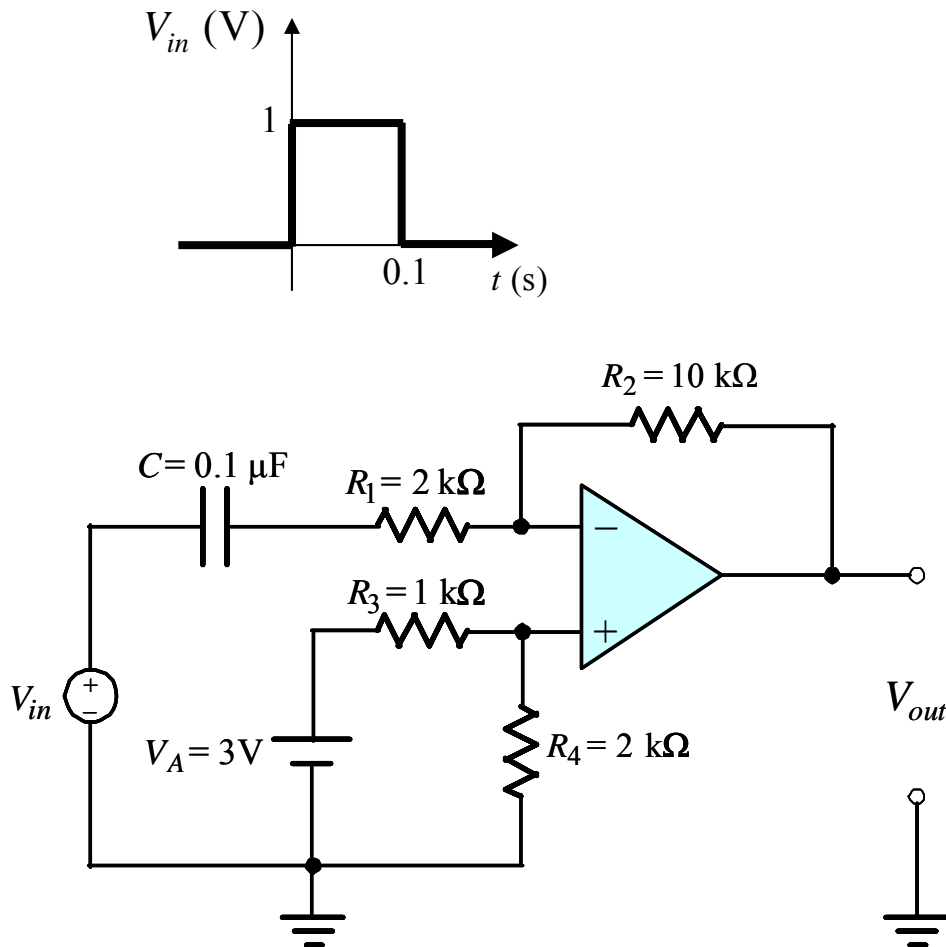 V_in (V)
1
0.1
t (s)
R_2 = 10 kΩ
C = 0.1 μF
R_1 = 2 kΩ
−
R_3 = 1 kΩ
+
V_in
+
−
V_A = 3V
R_4 = 2 kΩ
V_out